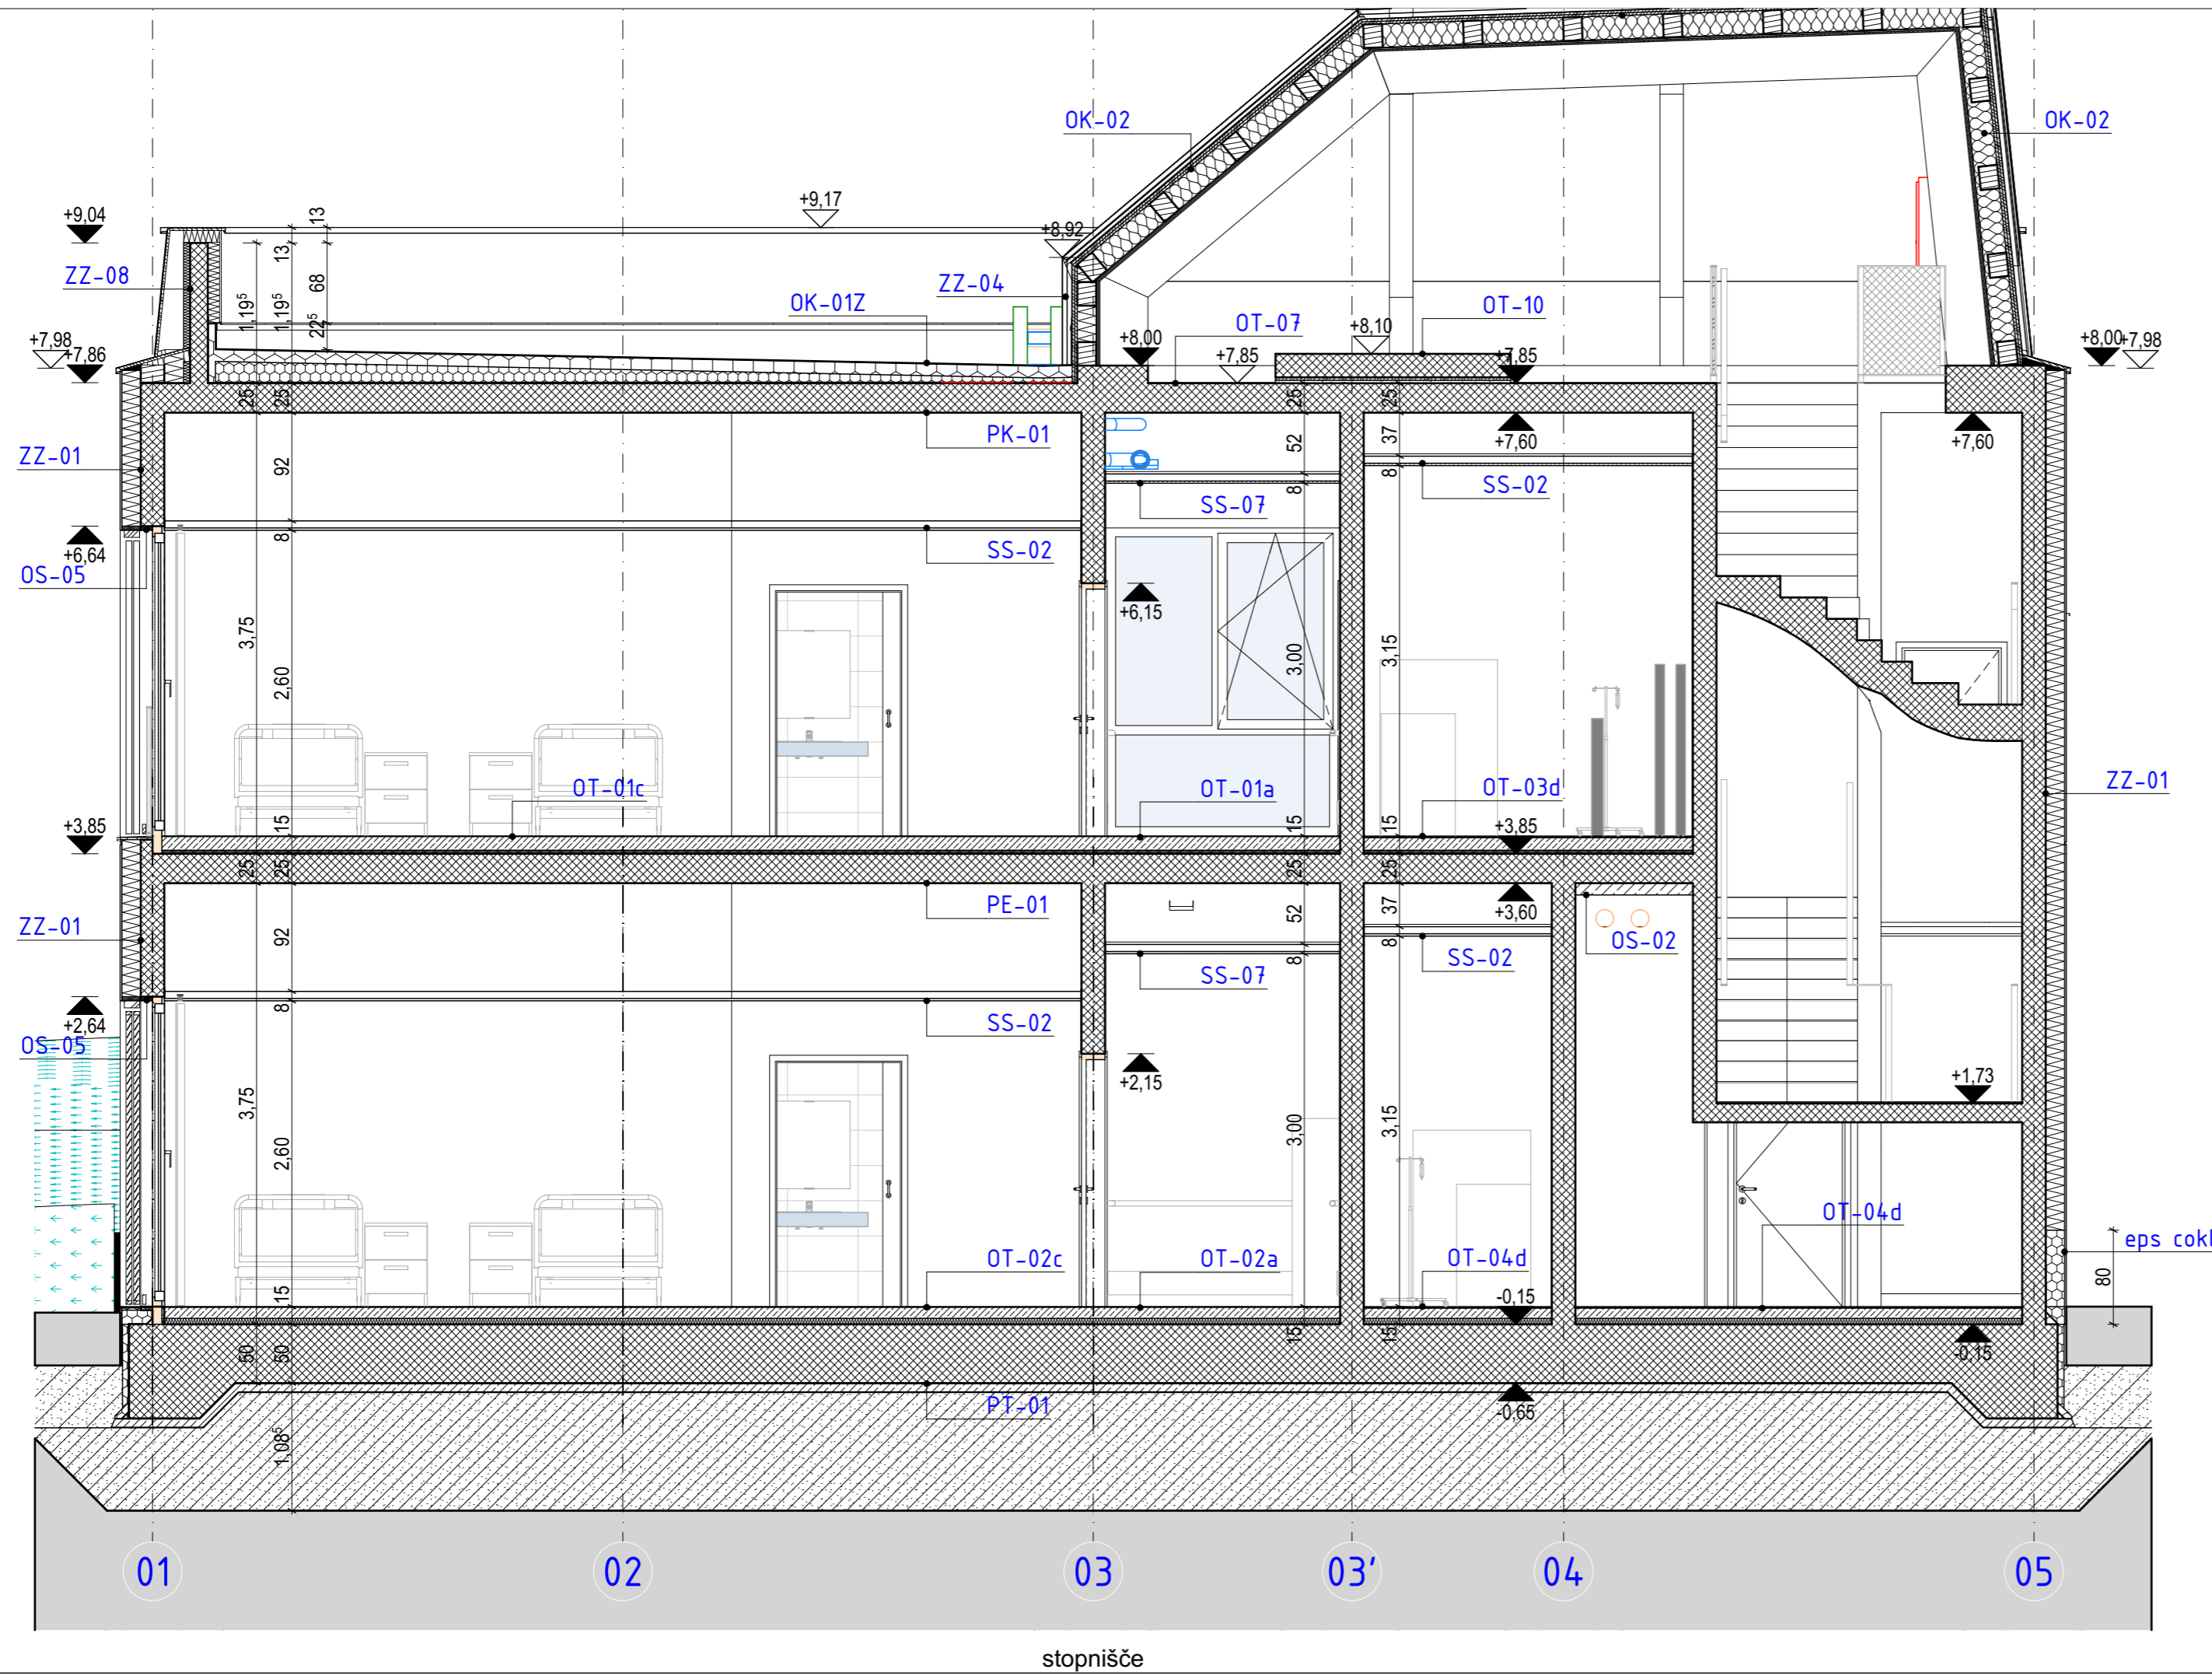 OK-02
OK-02
+9,04
+9,17
+8,92
13
13
68
1,19⁵
1,19⁵
22⁵
ZZ-08
OK-01Z
ZZ-04
OT-07
OT-10
+7,98
+7,86
+8,00
+8,10
+7,85
+7,85
+8,00
+7,98
25
25
25
25
PK-01
ZZ-01
92
52
37
+7,60
+7,60
8
8
SS-07
SS-02
+6,64
8
SS-02
OS-05
+6,15
3,75
2,60
3,00
3,15
OT-01c
OT-01a
OT-03d
ZZ-01
+3,85
15
15
15
+3,85
25
25
25
25
PE-01
ZZ-01
92
52
37
+3,60
OS-02
8
8
SS-07
SS-02
+2,64
8
SS-02
OS-05
+2,15
+1,73
3,75
2,60
3,00
3,15
OT-04d
OT-02c
OT-02a
OT-04d
eps cokl
80
15
-0,15
15
15
-0,15
50
50
PT-01
-0,65
1,08⁵
01
02
03
03'
04
05
stopnišče